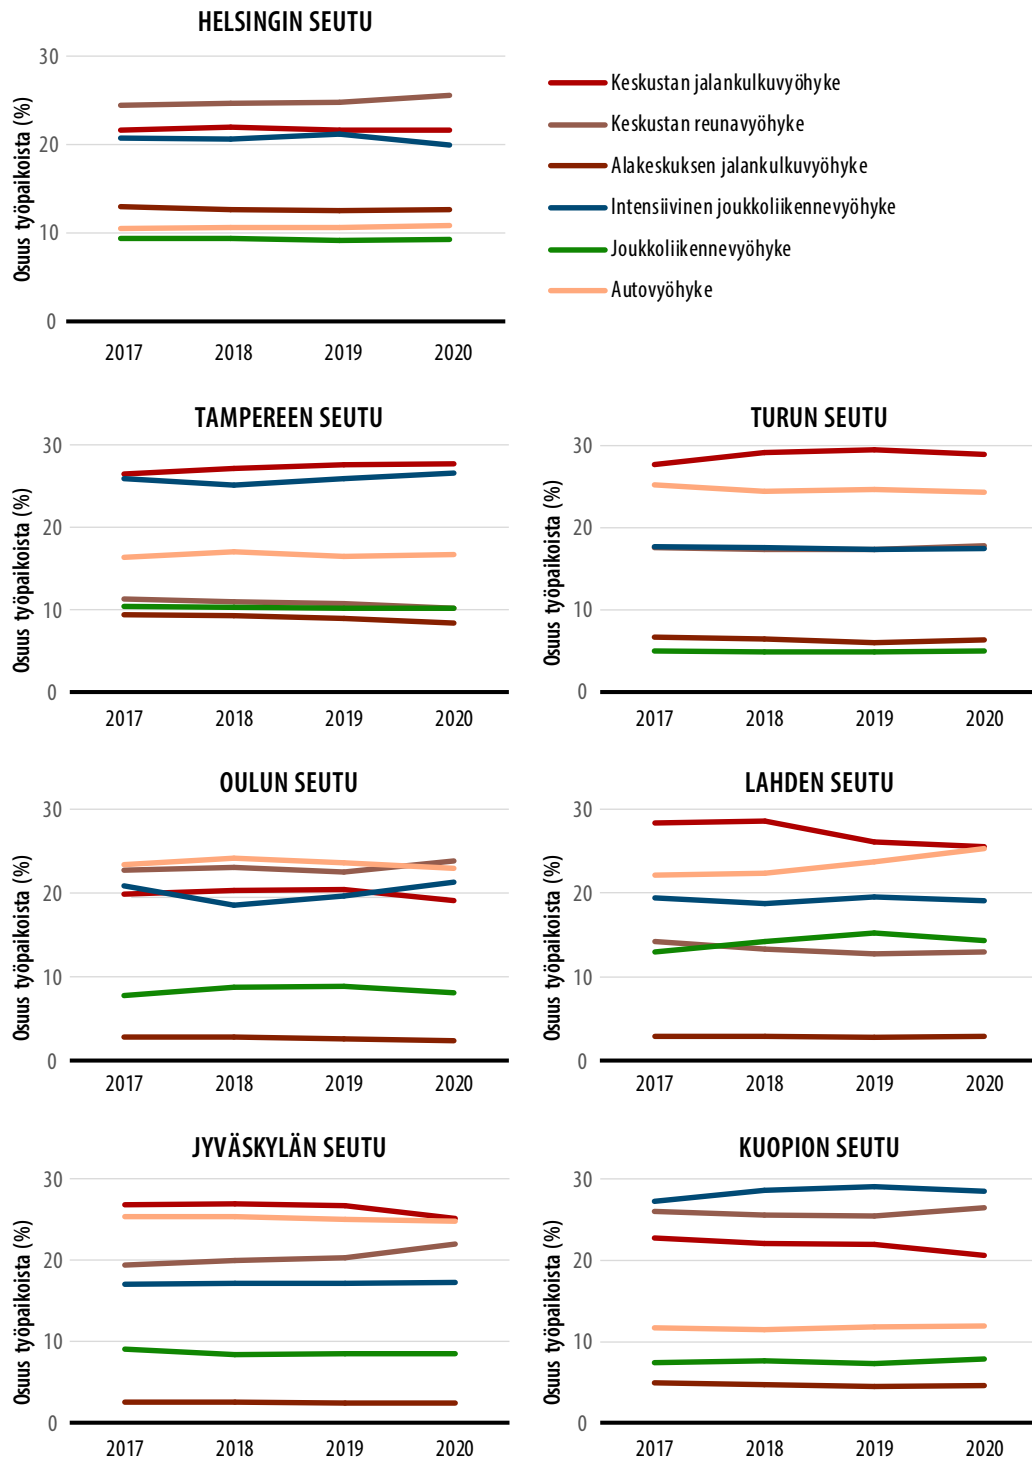 HELSINGIN SEUTU
Osuus työpaikoista (%)
30
20
10
0
2017 2018 2019 2020
Keskustan jalankulkuvyöhyke
Keskustan reunavyöhyke
Alakeskuksen jalankulkuvyöhyke
Intensiivinen joukkoliikennevyöhyke
Joukkoliikennevyöhyke
Autovyöhyke
TAMPEREEN SEUTU
Osuus työpaikoista (%)
30
20
10
0
2017 2018 2019 2020
TURUN SEUTU
Osuus työpaikoista (%)
30
20
10
0
2017 2018 2019 2020
OULUN SEUTU
Osuus työpaikoista (%)
30
20
10
0
2017 2018 2019 2020
LAHDEN SEUTU
Osuus työpaikoista (%)
30
20
10
0
2017 2018 2019 2020
JYVÄSKYLÄN SEUTU
Osuus työpaikoista (%)
30
20
10
0
2017 2018 2019 2020
KUOPION SEUTU
Osuus työpaikoista (%)
30
20
10
0
2017 2018 2019 2020